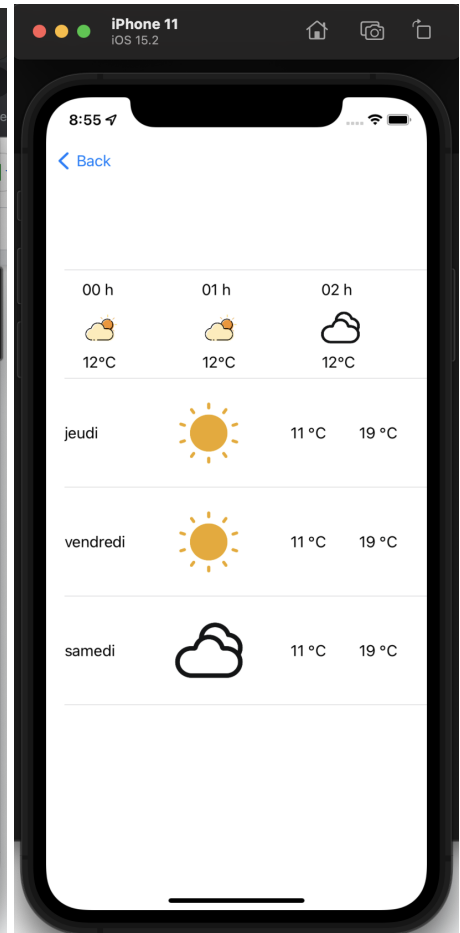 iPhone 11
iOS 15.2
8:55
Back
00 h 01 h 02 h
12°C 12°C 12°C
jeudi 11 °C 19 °C
vendredi 11 °C 19 °C
samedi 11 °C 19 °C